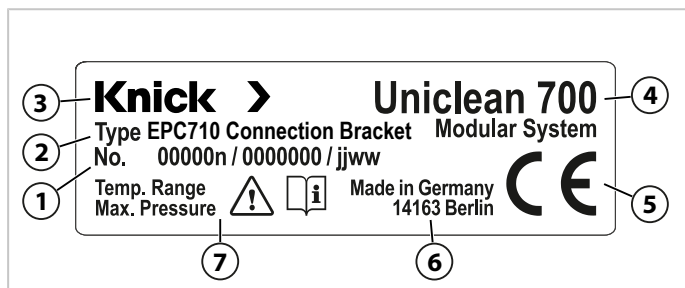 Knick > Uniclean 700
Type EPC710 Connection Bracket Modular System
No. 00000n / 0000000 / jjww
Temp. Range Made in Germany
Max. Pressure 14163 Berlin
CE
i
1
2
3
4
5
6
7